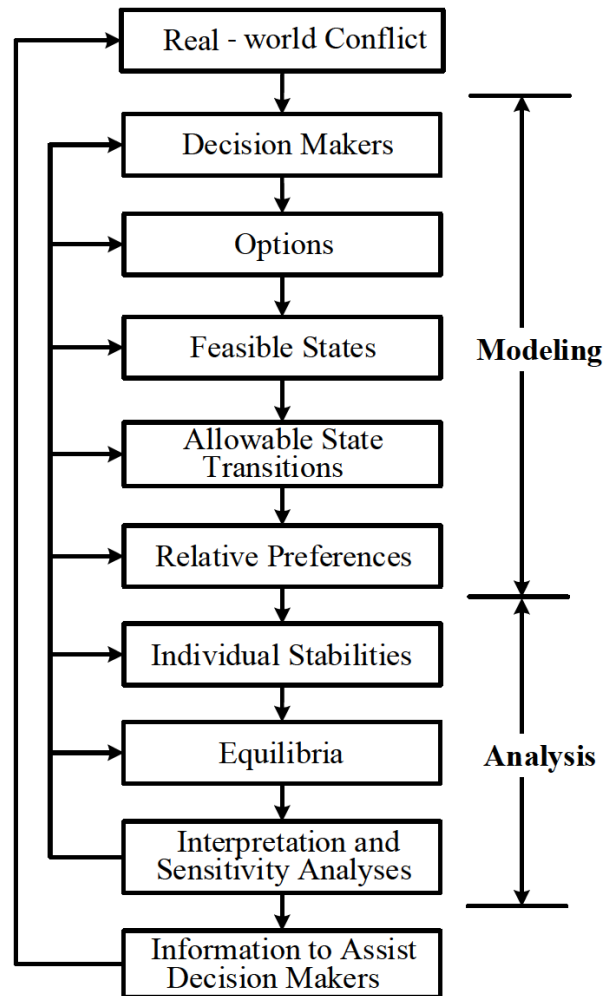 Real - world Conflict
Decision Makers
Options
Feasible States
Modeling
Allowable State
Transitions
Relative Preferences
Individual Stabilities
Equilibria
Analysis
Interpretation and
Sensitivity Analyses
Information to Assist
Decision Makers